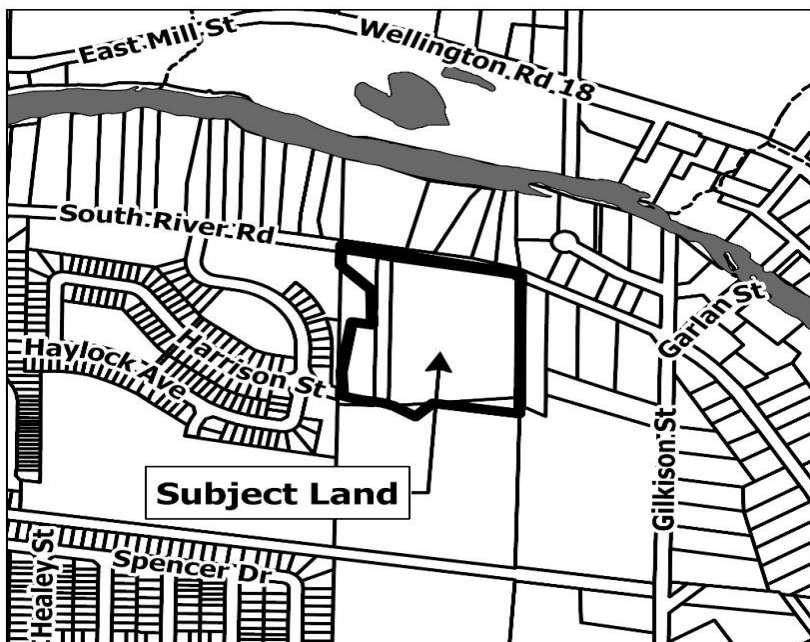 East Mill St
Wellington Rd 18
South River Rd
Garlan St
Harrison St
Haylock Ave
Gilkison St
Subject Land
Spencer Dr
Healey St